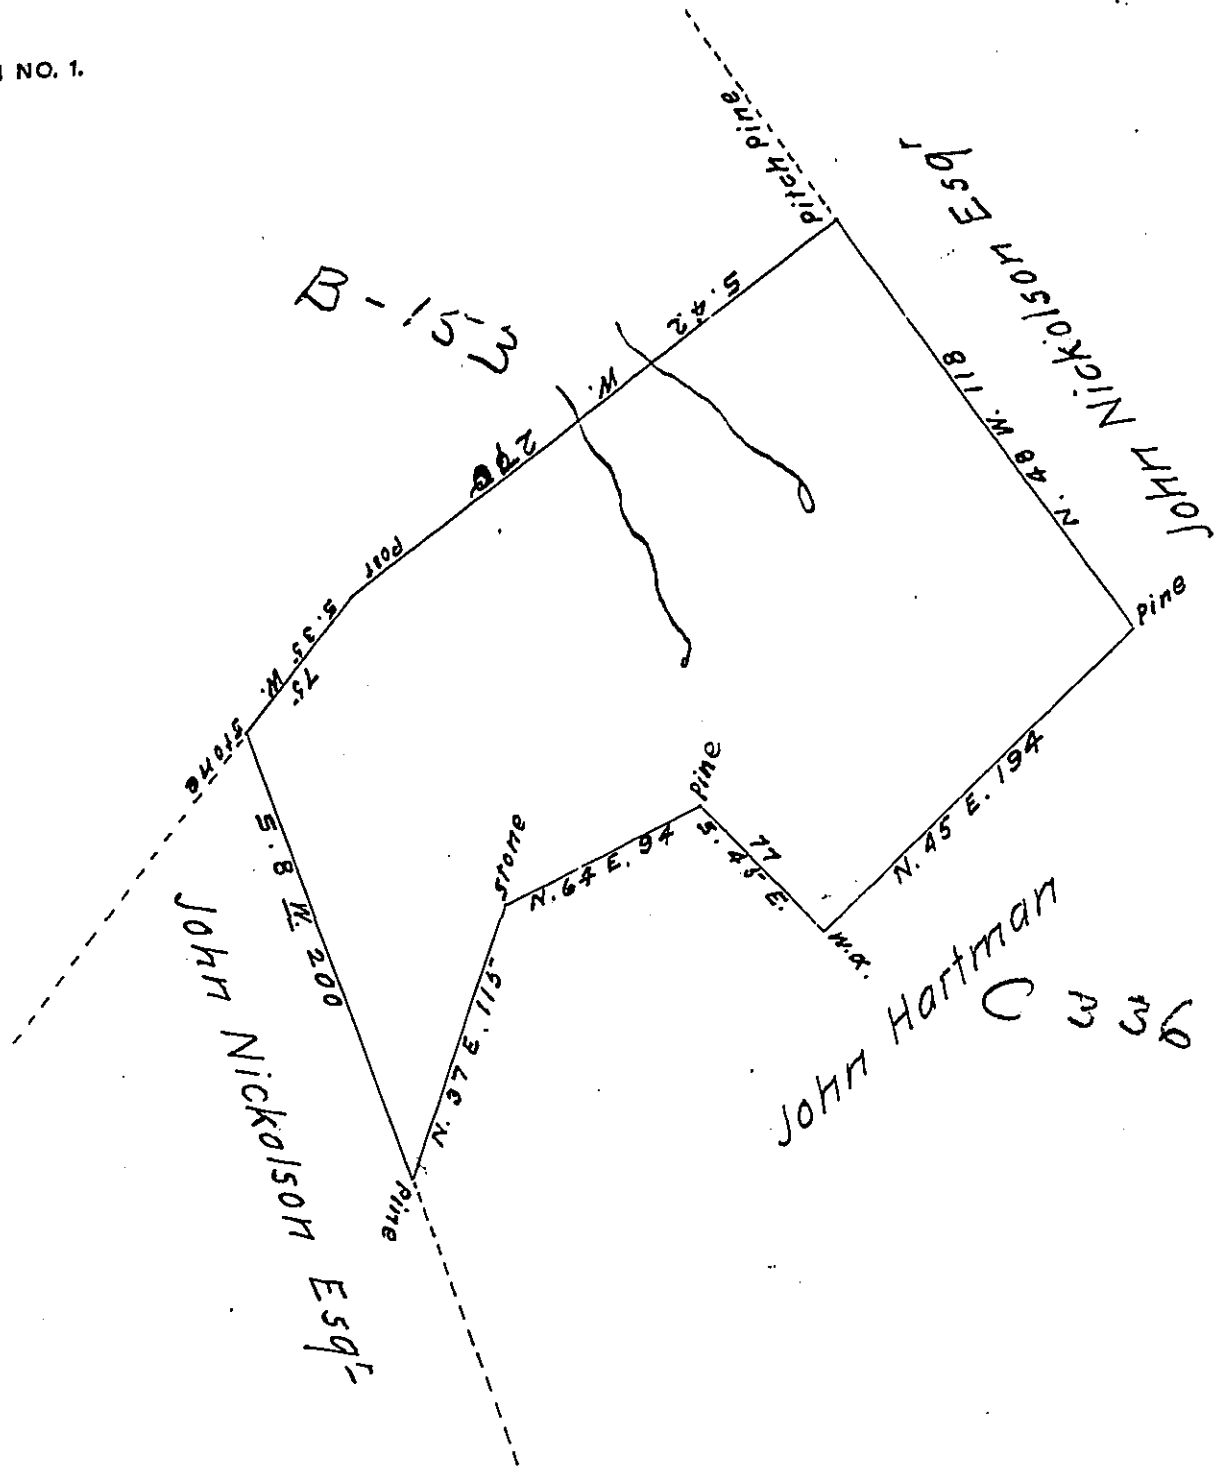 NO. 1.
Pitch Pine
John Nickolson Esqr
B-153
S. 42 W.
N. 48 W. 118
Post
Pine
S. 35 W. 75
Stone
N. 45 E. 194
Pine
S. 45 E. 77
Stone
N. 64 E. 94
S. 8 W. 200
W.o.
John Hartman
C 336
N. 37 E. 115
John Nickolson Esqr
Pine